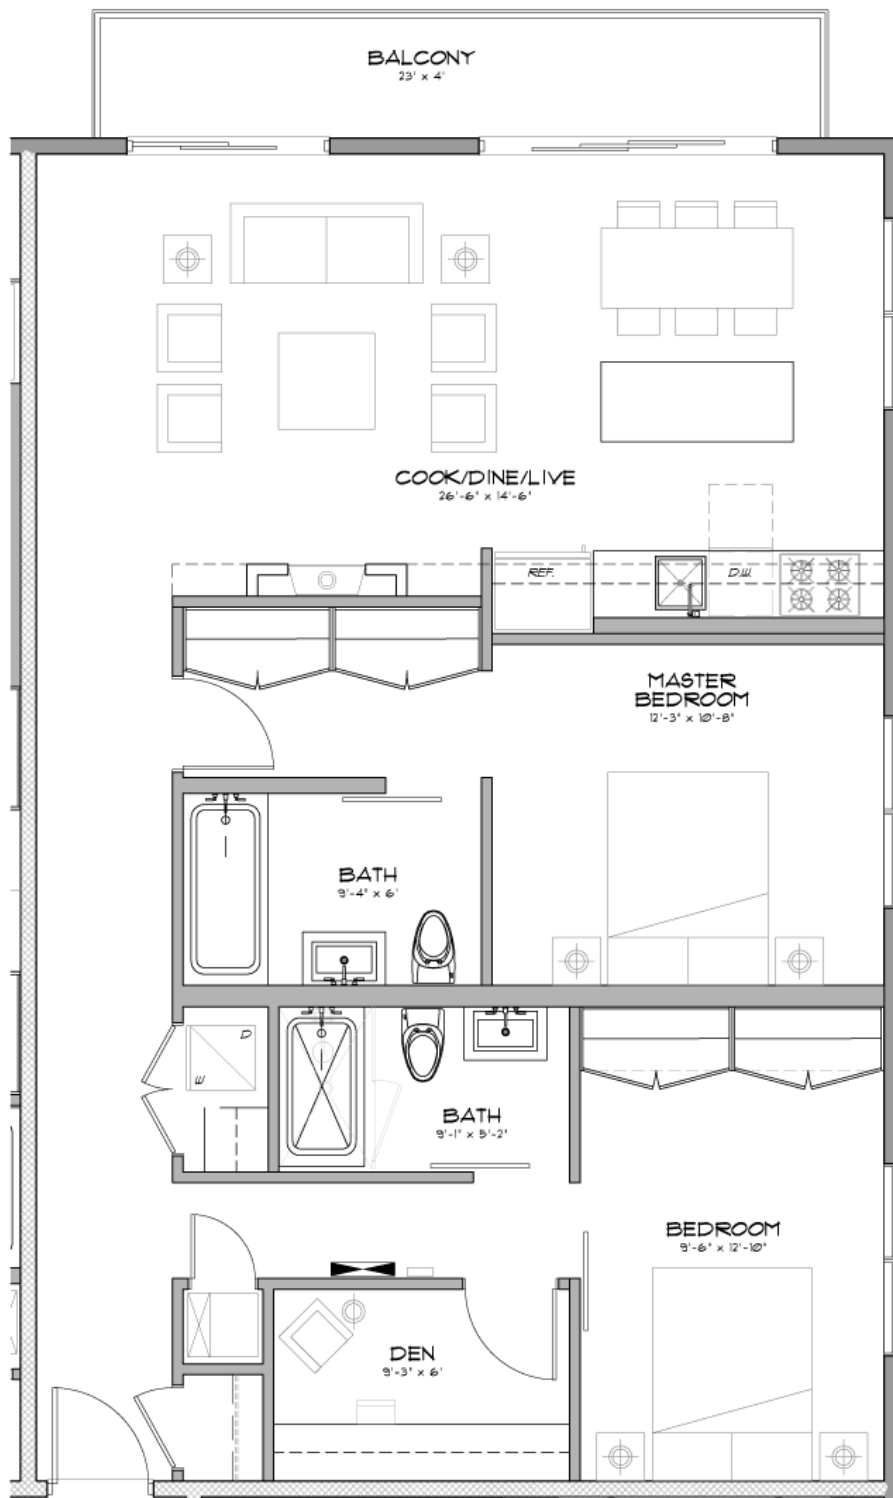 BALCONY
23' x 4'
COOK/DINE/LIVE
26'-6" x 14'-6"
REF.
D.W.
MASTER
BEDROOM
12'-3" x 10'-8"
BATH
9'-4" x 6'
D
W
BATH
9'-1" x 5'-2"
BEDROOM
9'-6" x 12'-10"
DEN
9'-3" x 6'